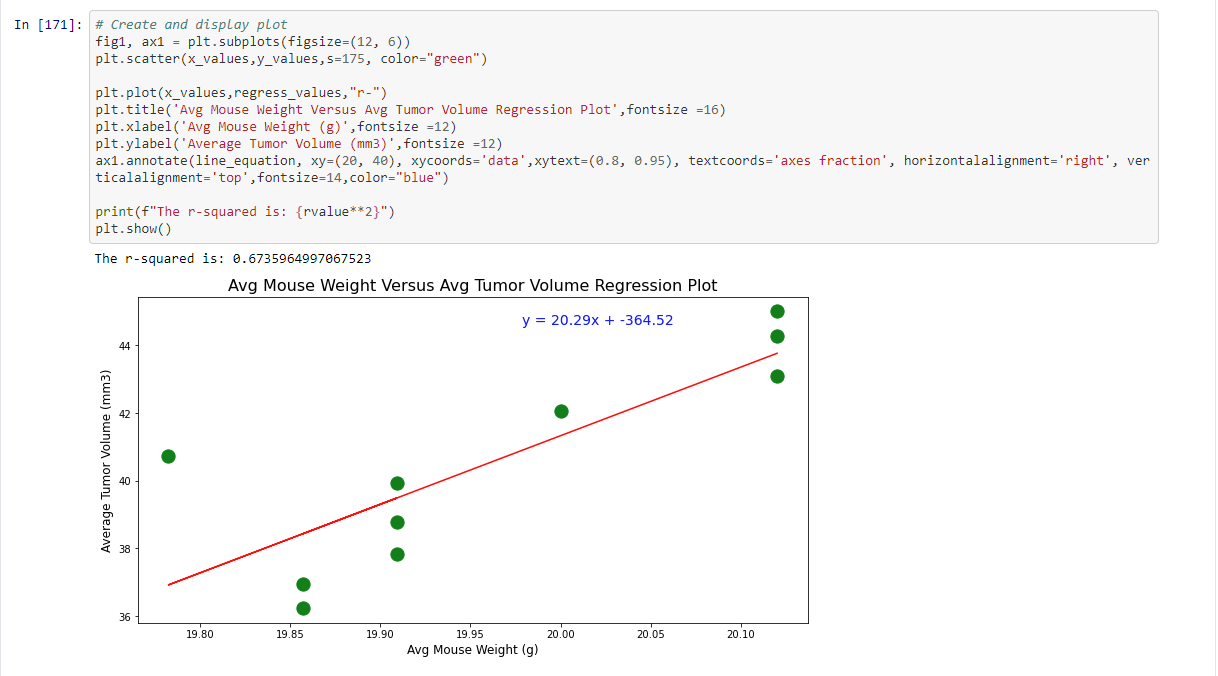 In [171]:
# Create and display plot
fig1, ax1 = plt.subplots(figsize=(12, 6))
plt.scatter(x_values,y_values,s=175, color="green")
plt.plot(x_values,regress_values,"r-")
plt.title('Avg Mouse Weight Versus Avg Tumor Volume Regression Plot',fontsize =16)
plt.xlabel('Avg Mouse Weight (g)',fontsize =12)
plt.ylabel('Average Tumor Volume (mm3)',fontsize =12)
ax1.annotate(line_equation, xy=(20, 40), xycoords='data',xytext=(0.8, 0.95), textcoords='axes fraction', horizontalalignment='right', ver
ticalalignment='top',fontsize=14,color="blue")
print(f"The r-squared is: {rvalue**2}")
plt.show()
The r-squared is: 0.6735964997067523
Avg Mouse Weight Versus Avg Tumor Volume Regression Plot
y = 20.29x + -364.52
44
42
40
38
36
Average Tumor Volume (mm3)
19.80 19.85 19.90 19.95 20.00 20.05 20.10
Avg Mouse Weight (g)